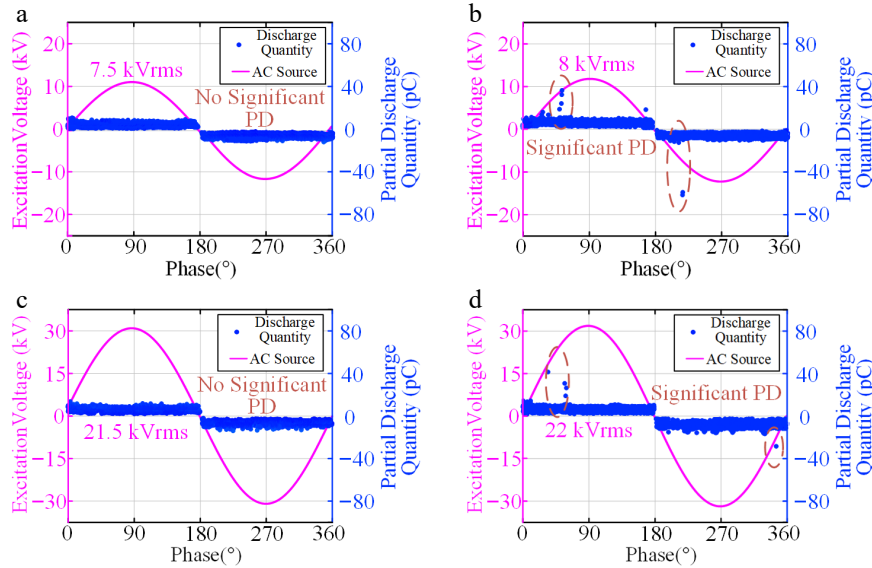 a
Excitation Voltage (kV)
20
10
0
−10
−20
7.5 kVrms
Discharge
Quantity
AC Source
No Significant
PD
80
40
0
−40
−80
Partial Discharge
Quantity (pC)
0 90 180 270 360
Phase(°)
b
Excitation Voltage (kV)
20
10
0
−10
−20
8 kVrms
Discharge
Quantity
AC Source
Significant PD
80
40
0
−40
−80
Partial Discharge
Quantity (pC)
0 90 180 270 360
Phase(°)
c
Excitation Voltage (kV)
30
15
0
−15
−30
Discharge
Quantity
AC Source
No Significant
PD
21.5 kVrms
80
40
0
−40
−80
Partial Discharge
Quantity (pC)
0 90 180 270 360
Phase(°)
d
Excitation Voltage (kV)
30
15
0
−15
−30
Discharge
Quantity
AC Source
Significant PD
22 kVrms
80
40
0
−40
−80
Partial Discharge
Quantity (pC)
0 90 180 270 360
Phase(°)